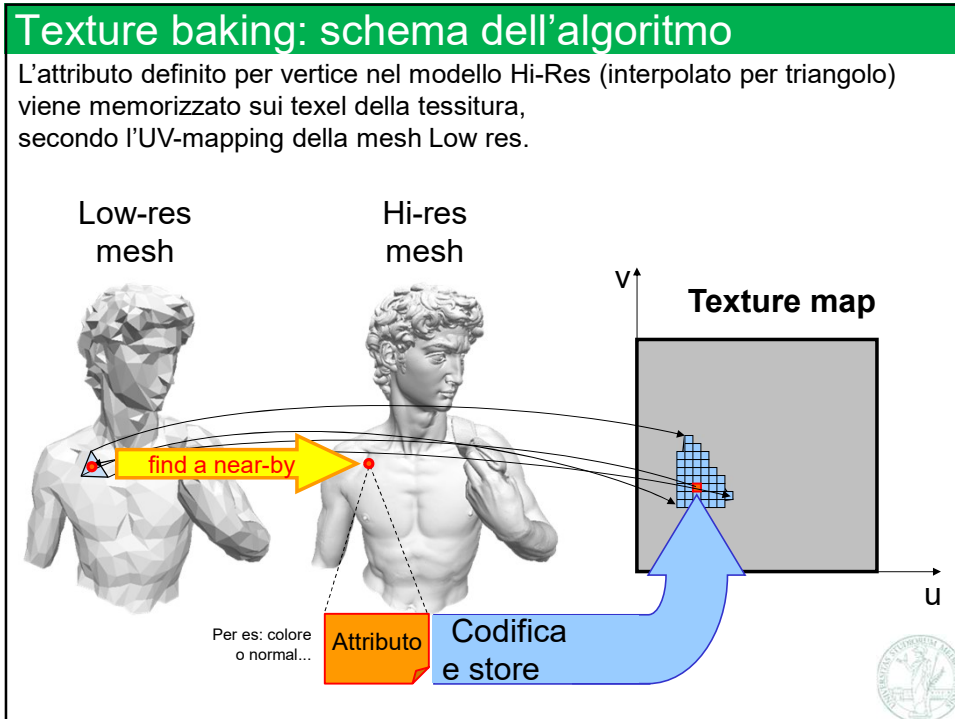 Texture baking: schema dell'algoritmo
L'attributo definito per vertice nel modello Hi-Res (interpolato per triangolo)
viene memorizzato sui texel della tessitura,
secondo l'UV-mapping della mesh Low res.
Low-res
mesh
Hi-res
mesh
v
Texture map
find a near-by
u
Per es: colore
o normal...
Attributo
Codifica
e store